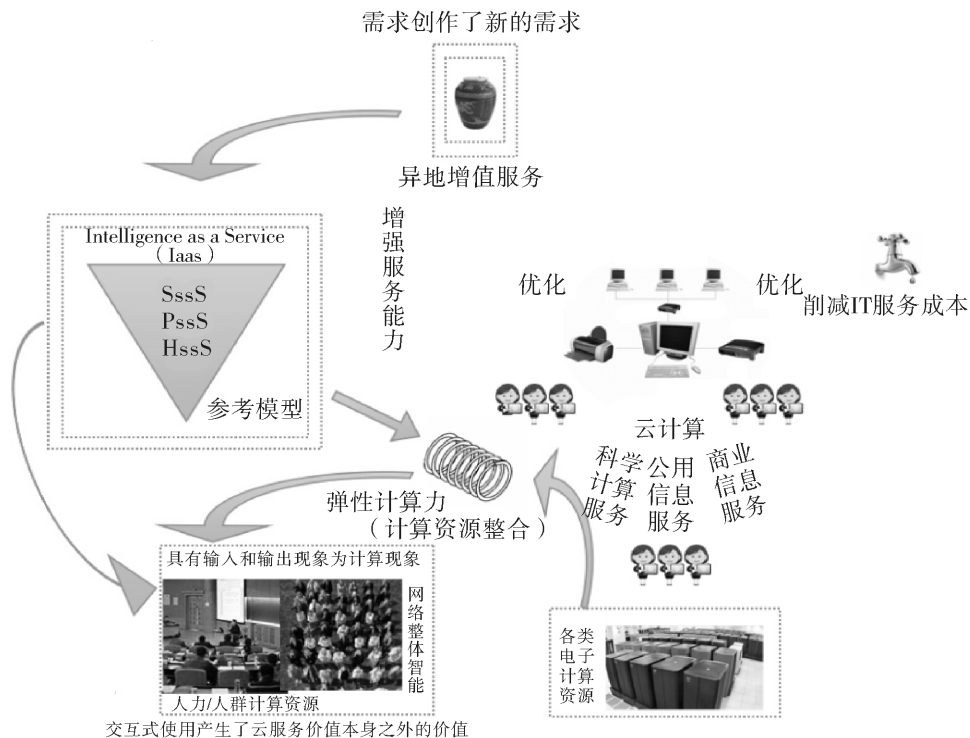 需求创作了新的需求
异地增值服务
增强服务能力
Intelligence as a Service
（Iaas）
SssS
PssS
HssS
参考模型
优化
优化
削减IT服务成本
云计算
科学
计算
服务
公用
信息
服务
商业
信息
服务
弹性计算力
（计算资源整合）
具有输入和输出现象为计算现象
网络整体智能
人力/人群计算资源
交互式使用产生了云服务价值本身之外的价值
各类
电子
计算
资源